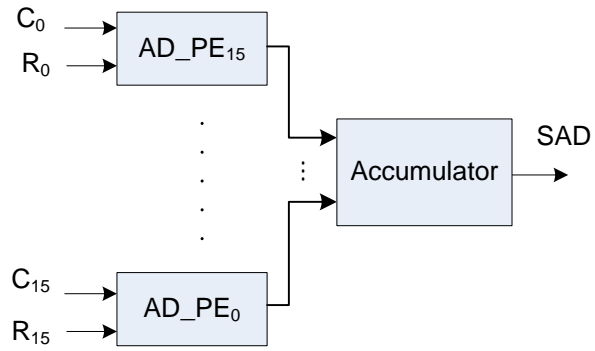 C₀
AD_PE₁₅
R₀
SAD
Accumulator
C₁₅
AD_PE₀
R₁₅